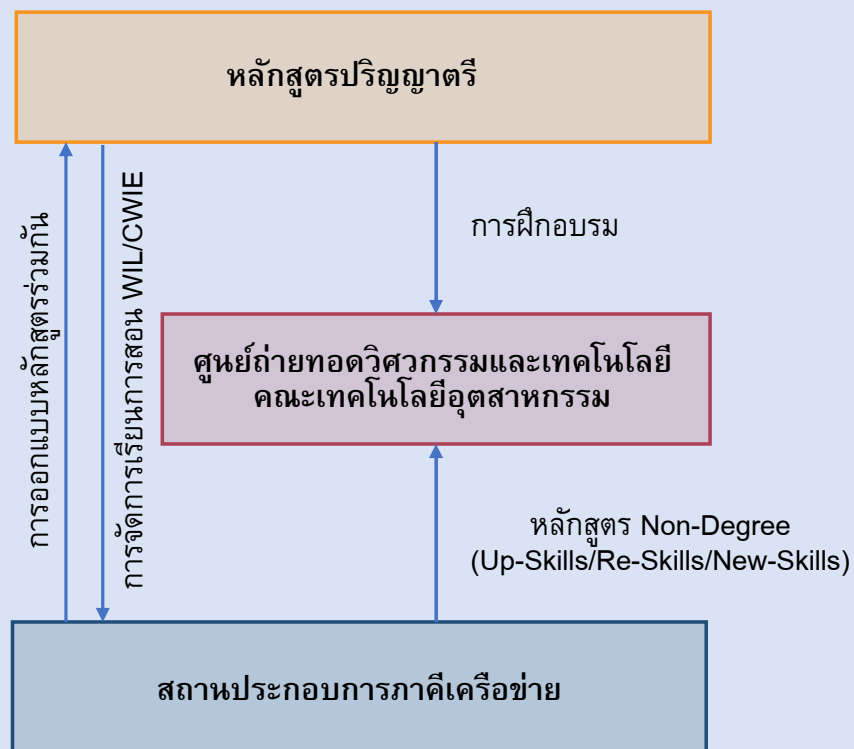 หลักสูตรปริญญาตรี
การออกแบบหลักสูตรร่วมกัน
การจัดการเรียนการสอน WIL/CWIE
การฝึกอบรม
ศูนย์ถ่ายทอดวิศวกรรมและเทคโนโลยี
คณะเทคโนโลยีอุตสาหกรรม
หลักสูตร Non-Degree
(Up-Skills/Re-Skills/New-Skills)
สถานประกอบการภาคีเครือข่าย